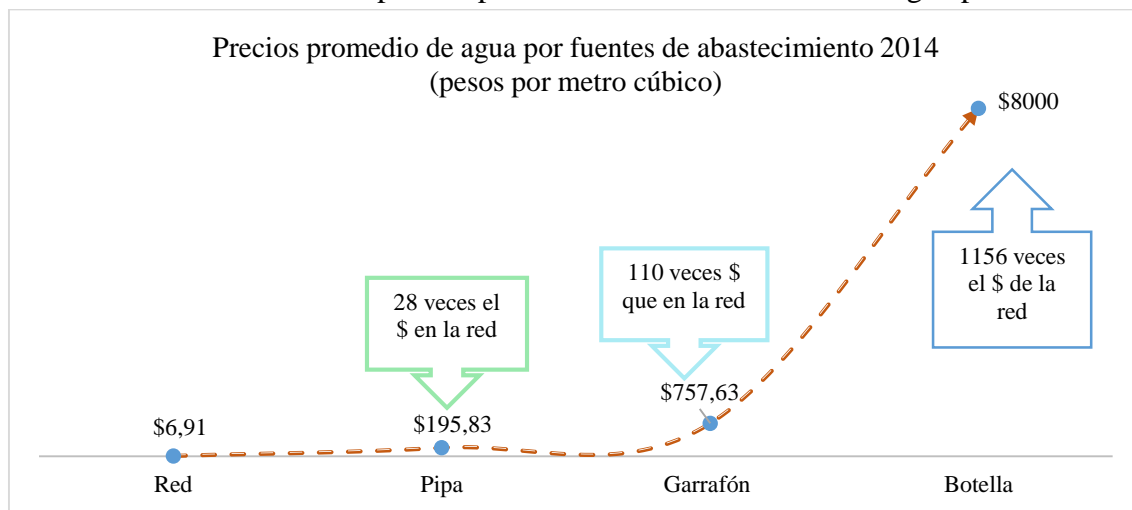 Precios promedio de agua por fuentes de abastecimiento 2014
(pesos por metro cúbico)
$8000
1156 veces
el $ de la
red
110 veces $
que en la red
28 veces el
$ en la red
$757,63
$195,83
$6,91
Red
Pipa
Garrafón
Botella